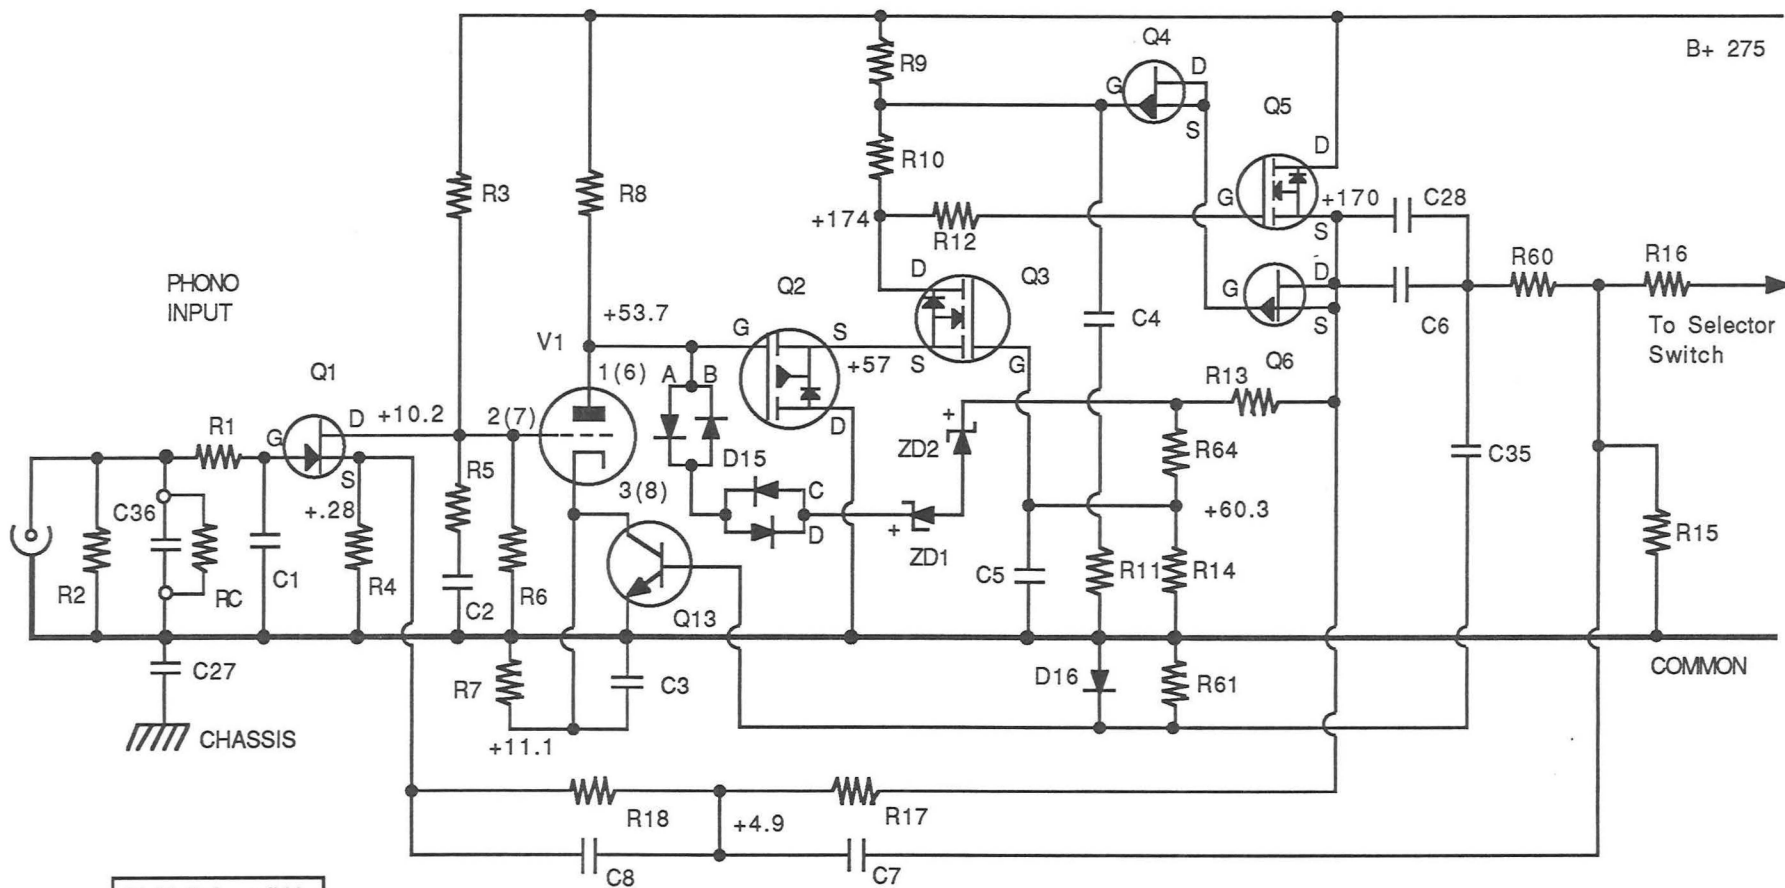 B+ 275
Q4
D
G
S
R9
Q5
D
G
+170
S
C28
R10
R3
R8
+174
R12
R60
R16
To Selector
Switch
PHONO
INPUT
D
Q3
S
G
Q2
G
S
+57
D
C4
D
G
S
Q6
C6
+53.7
V1
1(6)
A
B
Q1
D
+10.2
2(7)
R1
G
S
R13
+
ZD2
R64
C35
R5
D15
3(8)
C
D
+
ZD1
+60.3
C36
+.28
R2
RC
C1
R4
C2
R6
Q13
C5
R11
R14
R15
C27
R7
C3
D16
R61
COMMON
CHASSIS
+11.1
R18
+4.9
R17
C8
C7